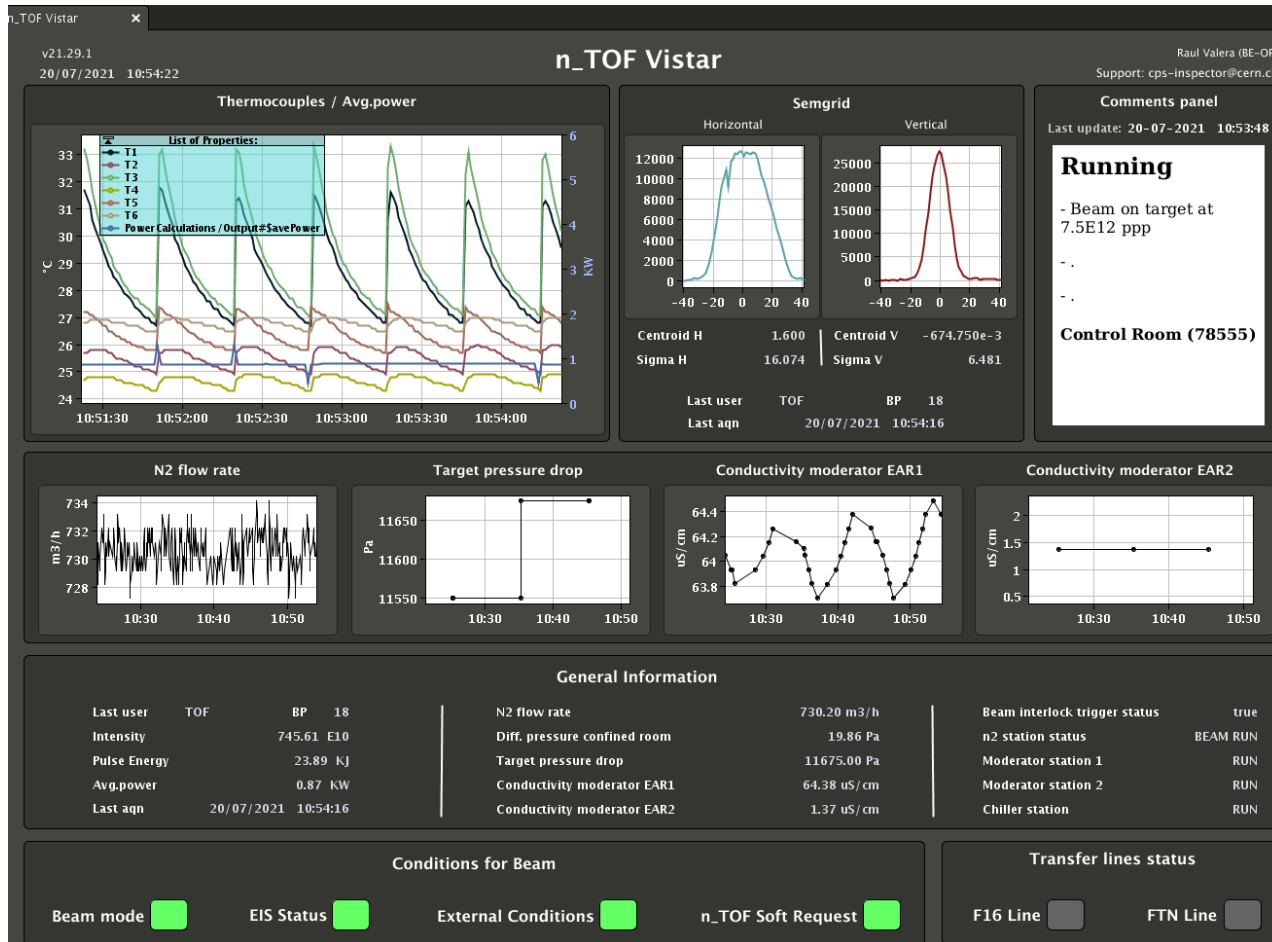 n_TOF Vistar ×
v21.29.1
20/07/2021 10:54:22
n_TOF Vistar
Raul Valera (BE-OP
Support: cps-inspector@cern.c
Thermocouples / Avg.power
List of Properties:
T1
T2
T3
T4
T5
T6
Power Calculations / Output#$avePower
33
32
31
30
29
28
27
26
25
24
°C
6
5
4
3
2
1
0
KW
10:51:30 10:52:00 10:52:30 10:53:00 10:53:30 10:54:00
Semgrid
Horizontal
12000
10000
8000
6000
4000
2000
0
-40 -20 0 20 40
Vertical
25000
20000
15000
10000
5000
0
-40 -20 0 20 40
Centroid H 1.600
Sigma H 16.074
Centroid V -674.750e-3
Sigma V 6.481
Last user TOF BP 18
Last aqn 20/07/2021 10:54:16
Comments panel
Last update: 20-07-2021 10:53:48
Running
- Beam on target at
7.5E12 ppp
- .
- .
Control Room (78555)
N2 flow rate
734
732
730
728
m3/h
10:30 10:40 10:50
Target pressure drop
11650
11600
11550
Pa
10:30 10:40 10:50
Conductivity moderator EAR1
64.4
64.2
64
63.8
uS/cm
10:30 10:40 10:50
Conductivity moderator EAR2
2
1.5
1
0.5
uS/cm
10:30 10:40 10:50
General Information
Last user TOF BP 18
Intensity 745.61 E10
Pulse Energy 23.89 KJ
Avg.power 0.87 KW
Last aqn 20/07/2021 10:54:16
N2 flow rate 730.20 m3/h
Diff. pressure confined room 19.86 Pa
Target pressure drop 11675.00 Pa
Conductivity moderator EAR1 64.38 uS/cm
Conductivity moderator EAR2 1.37 uS/cm
Beam interlock trigger status true
n2 station status BEAM RUN
Moderator station 1 RUN
Moderator station 2 RUN
Chiller station RUN
Conditions for Beam
Beam mode
EIS Status
External Conditions
n_TOF Soft Request
Transfer lines status
F16 Line
FTN Line